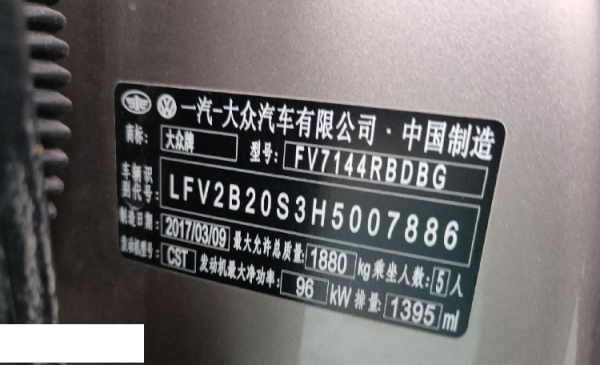 一汽-大众汽车有限公司·中国制造
商标: 大众牌 型号: FV7144RBDBG
车辆识别代号: LFV2B20S3H5007886
制造日期: 2017/03/09 最大允许总质量: 1880 kg 乘坐人数: 5 人
发动机型号: CST 发动机最大净功率: 96 kW 排量: 1395 ml